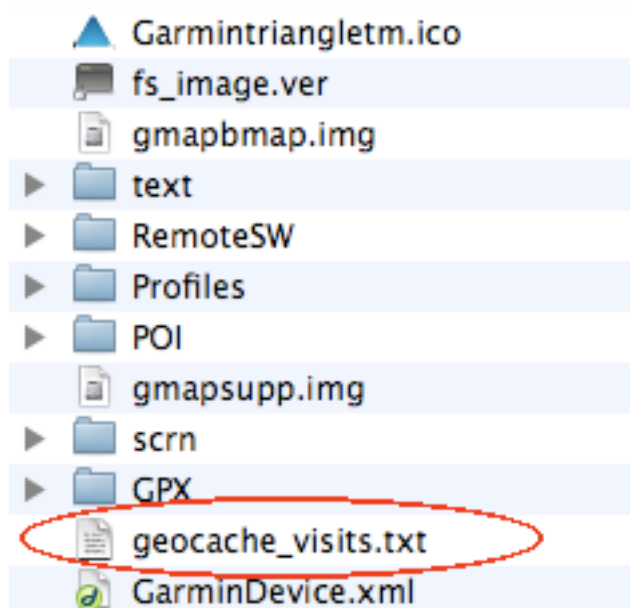 Garmintriangletm.ico
fs_image.ver
gmapbmap.img
text
RemoteSW
Profiles
POI
gmapsupp.img
scrn
GPX
geocache_visits.txt
GarminDevice.xml